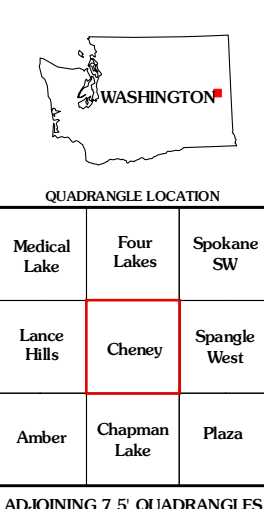 WASHINGTON
QUADRANGLE LOCATION
Medical
Lake
Four
Lakes
Spokane
SW
Lance
Hills
Cheney
Spangle
West
Amber
Chapman
Lake
Plaza
ADJOINING 7.5' QUADRANGLES